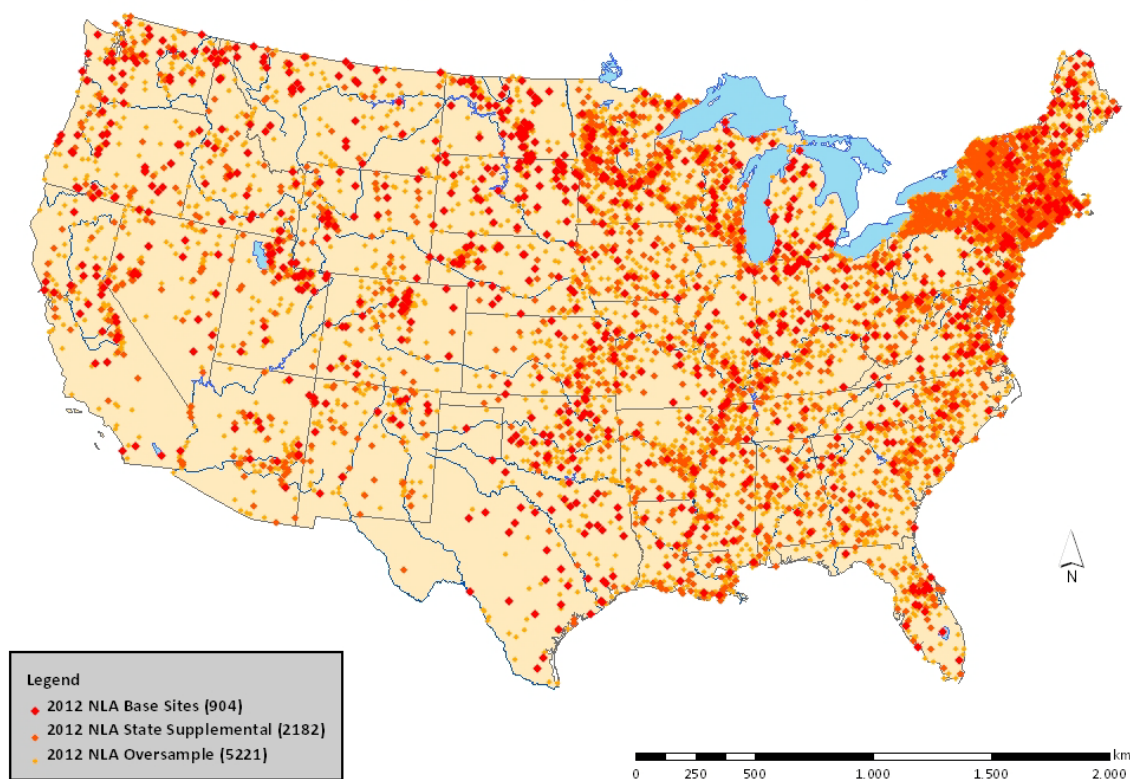 N
Legend
2012 NLA Base Sites (904)
2012 NLA State Supplemental (2182)
2012 NLA Oversample (5221)
km
0 250 500 1.000 1.500 2.000